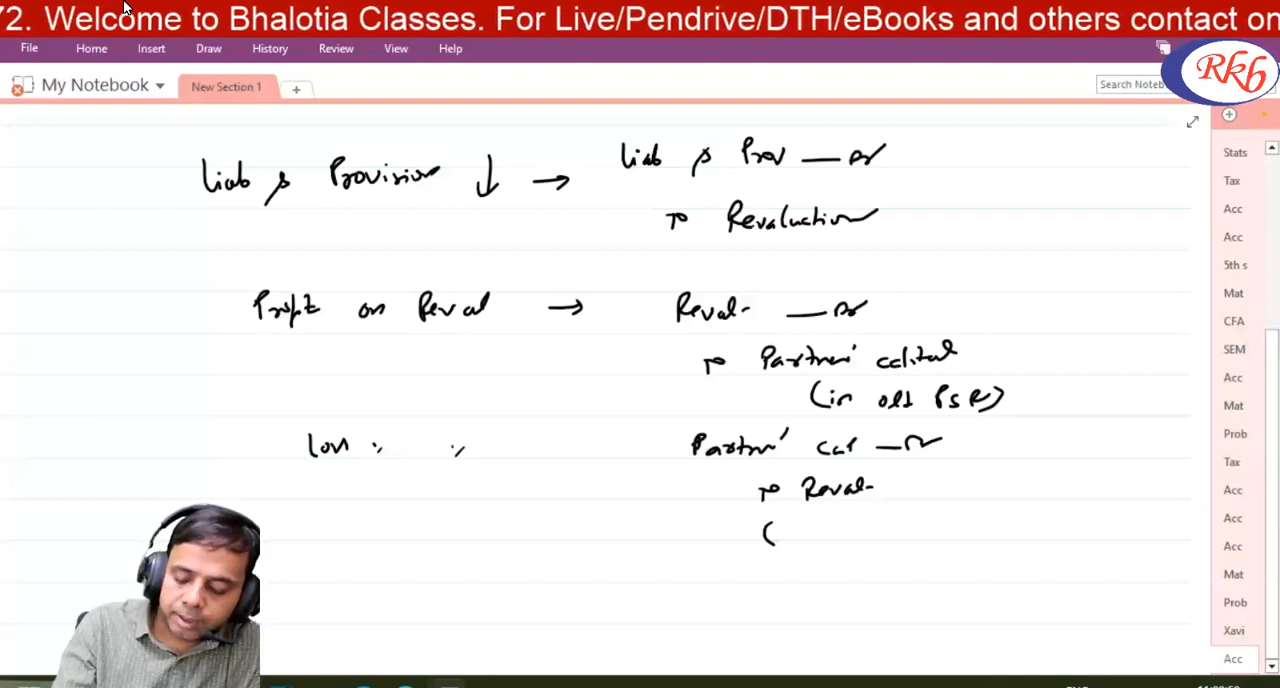 72. Welcome to Bhalotia Classes. For Live/Pendrive/DTH/eBooks and others contact on
File Home Insert Draw History Review View Help
Rkb
My Notebook New Section 1 +
Search Noteb
Liab & Provision ↓ → Liab & Prov — Dr
To Revaluation
Profit on Reval → Reval - — Dr
To Partners' capital
(in old PSR)
Loss " " Partners' Cap — Dr
To Reval-
(
Stats
Tax
Acc
Acc
5th s
Mat
CFA
SEM
Acc
Mat
Prob
Tax
Acc
Acc
Acc
Mat
Prob
Xavi
Acc